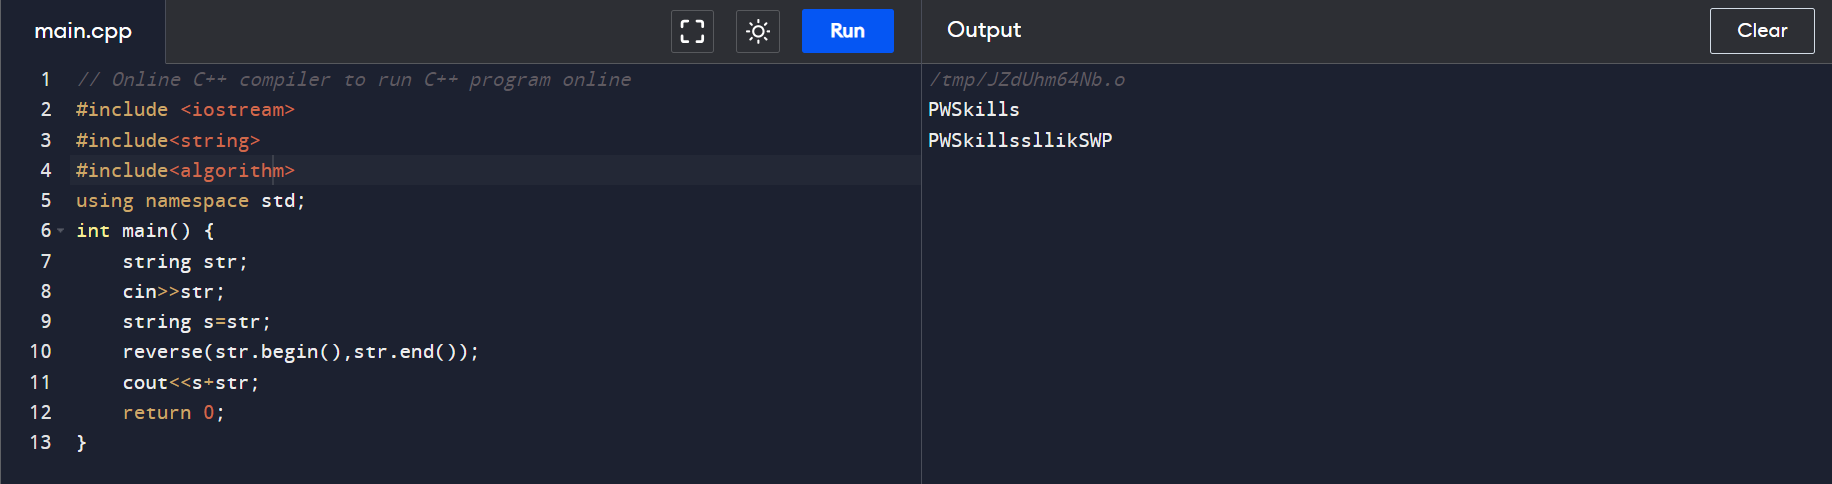 main.cpp
Run
Output
Clear
1 // Online C++ compiler to run C++ program online
2 #include <iostream>
3 #include<string>
4 #include<algorithm>
5 using namespace std;
6 int main() {
7     string str;
8     cin>>str;
9     string s=str;
10     reverse(str.begin(),str.end());
11     cout<<s+str;
12     return 0;
13 }
/tmp/JZdUhm64Nb.o
PWSkills
PWSkillssllikSWP